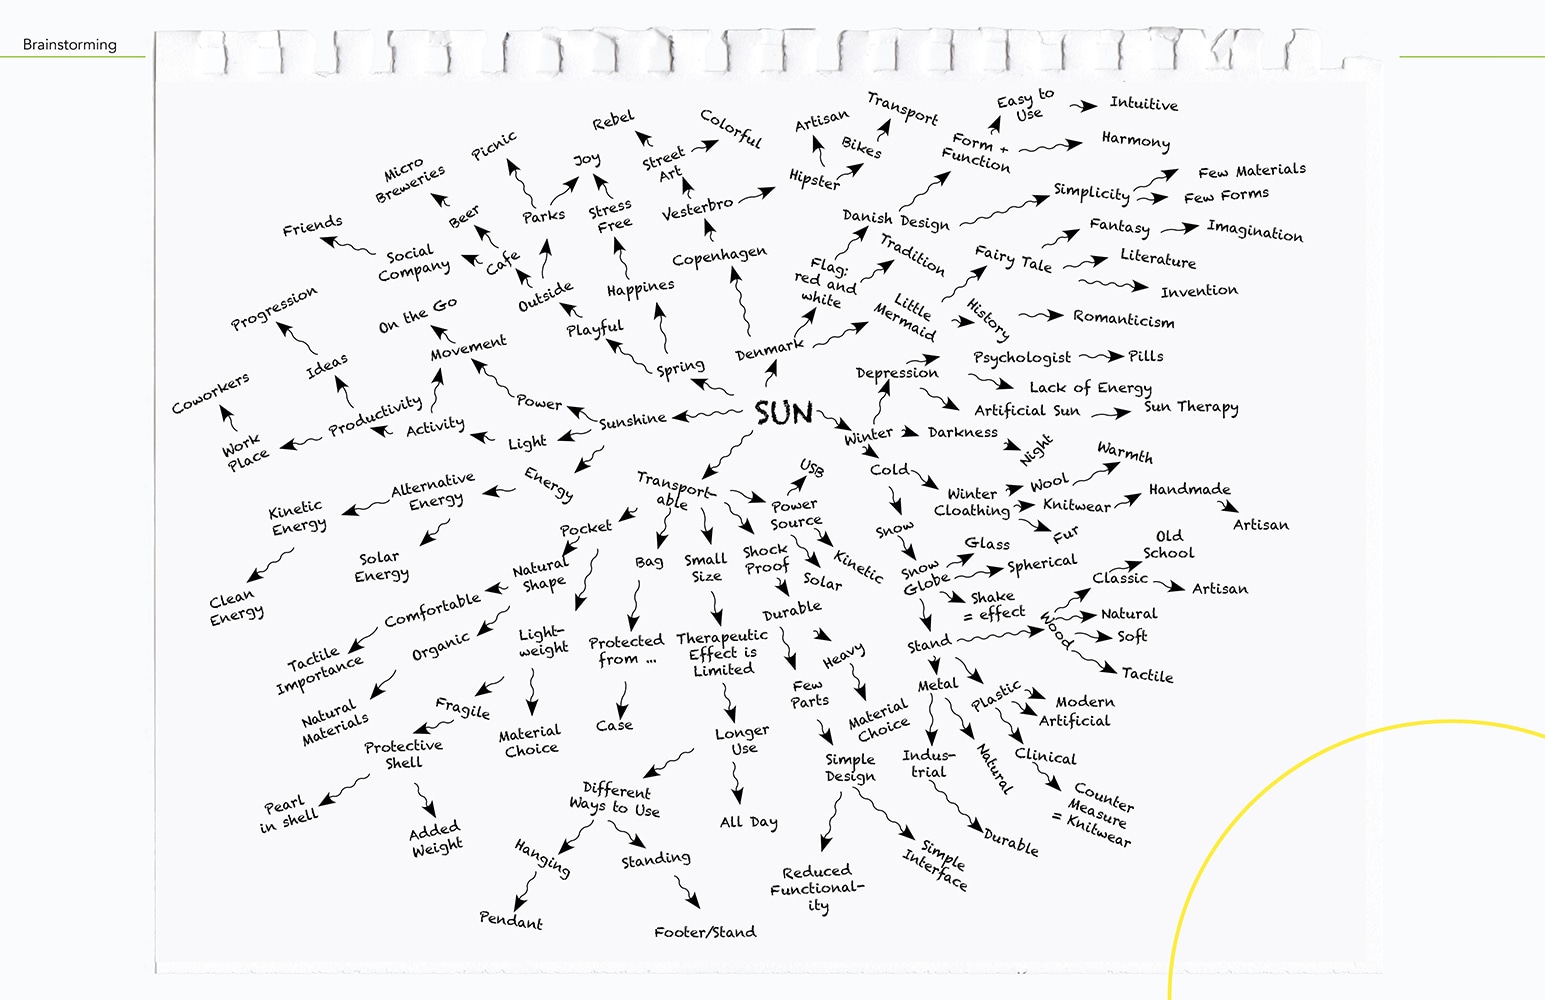 Brainstorming
SUN
Denmark
Copenhagen
Vesterbro
Street
Art
Rebel
Colorful
Hipster
Artisan
Bikes
Transport
Flag:
red and
white
Danish Design
Form +
Function
Easy to
Use
Intuitive
Harmony
Simplicity
Few Materials
Few Forms
Tradition
Little
Mermaid
Fairy Tale
Fantasy
Imagination
Literature
Invention
History
Romanticism
Winter
Depression
Psychologist
Pills
Lack of Energy
Artificial Sun
Sun Therapy
Darkness
Night
Cold
Winter
Cloathing
Wool
Warmth
Knitwear
Handmade
Artisan
Fur
Snow
Snow
Globe
Glass
Spherical
Shake
= effect
Stand
Wood
Classic
Old
School
Artisan
Natural
Soft
Tactile
Plastic
Modern
Artificial
Clinical
Counter
Measure
= Knitwear
Metal
Natural
Indus-
trial
Durable
Transport-
able
Power
Source
USB
Kinetic
Solar
Shock
Proof
Durable
Heavy
Material
Choice
Few
Parts
Simple
Design
Simple
Interface
Reduced
Functional-
ity
Small
Size
Therapeutic
Effect is
Limited
Longer
Use
All Day
Different
Ways to Use
Standing
Footer/Stand
Hanging
Pendant
Bag
Protected
from ...
Case
Pocket
Light-
weight
Material
Choice
Fragile
Protective
Shell
Added
Weight
Pearl
in shell
Natural
Shape
Organic
Natural
Materials
Comfortable
Tactile
Importance
Sunshine
Energy
Alternative
Energy
Solar
Energy
Kinetic
Energy
Clean
Energy
Light
Activity
Productivity
Work
Place
Coworkers
Ideas
Progression
Power
Movement
On the Go
Spring
Playful
Outside
Cafe
Social
Company
Friends
Beer
Micro
Breweries
Parks
Picnic
Joy
Happines
Stress
Free